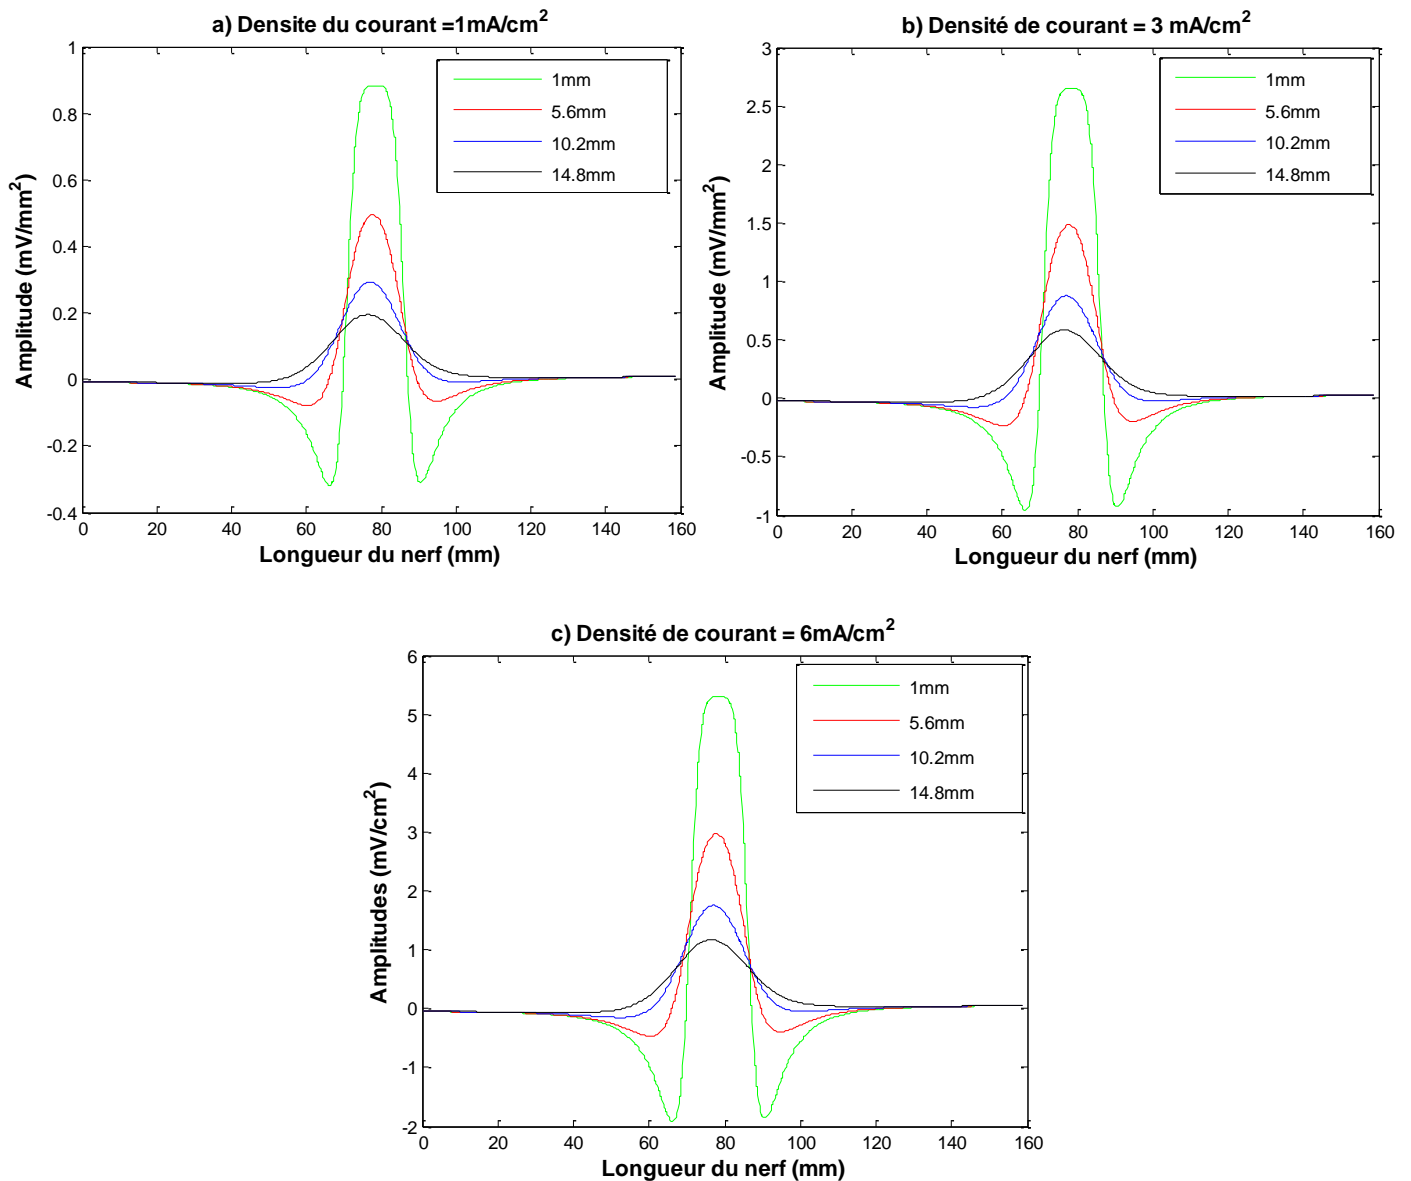 a) Densite du courant =1mA/cm²
1
0.8
0.6
0.4
0.2
0
-0.2
-0.4
0 20 40 60 80 100 120 140 160
Amplitude (mV/mm²)
Longueur du nerf (mm)
1mm
5.6mm
10.2mm
14.8mm
b) Densité de courant = 3 mA/cm²
3
2.5
2
1.5
1
0.5
0
-0.5
-1
0 20 40 60 80 100 120 140 160
Amplitude (mV/mm²)
Longueur du nerf (mm)
1mm
5.6mm
10.2mm
14.8mm
c) Densité de courant = 6mA/cm²
6
5
4
3
2
1
0
-1
-2
0 20 40 60 80 100 120 140 160
Amplitudes (mV/cm²)
Longueur du nerf (mm)
1mm
5.6mm
10.2mm
14.8mm